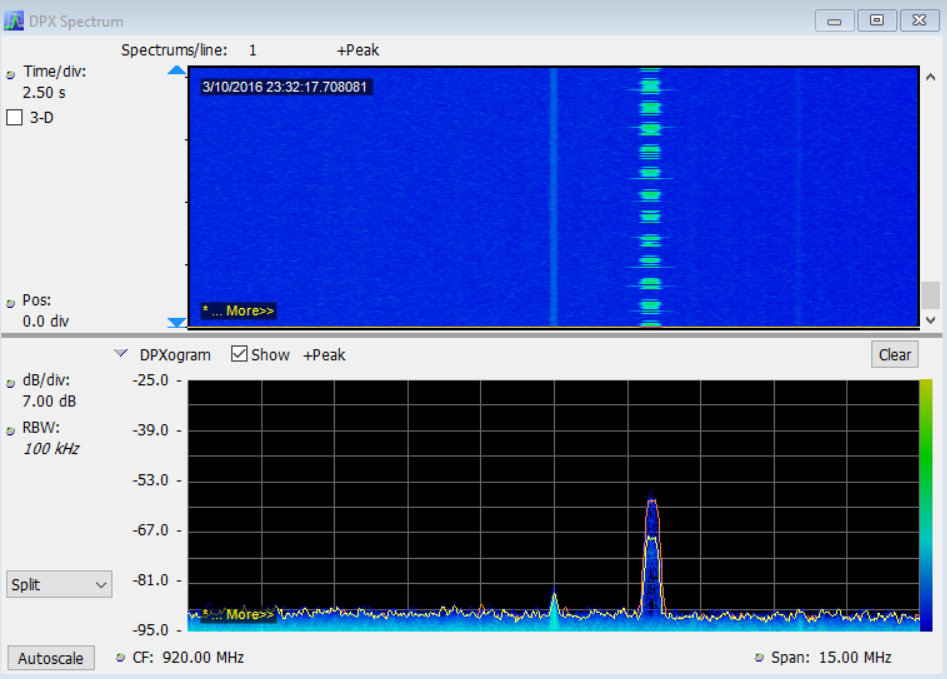 DPX Spectrum
Spectrums/line: 1 +Peak
Time/div:
2.50 s
3-D
3/10/2016 23:32:17.708081
Pos:
0.0 div
* ... More>>
DPXogram Show +Peak
Clear
dB/div:
7.00 dB
RBW:
100 kHz
-25.0
-39.0
-53.0
-67.0
-81.0
-95.0
* ... More>>
Split
Autoscale
CF: 920.00 MHz
Span: 15.00 MHz